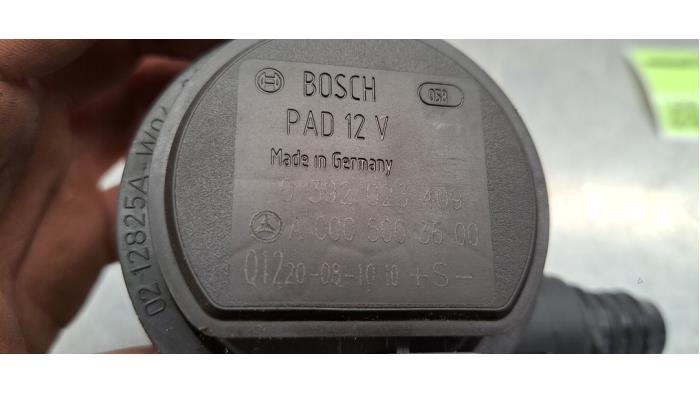 BOSCH
058
PAD 12 V
Made in Germany
0 392 023 409
A 000 500 36 00
Q12 20-08-10 10 +S-
02 12825A